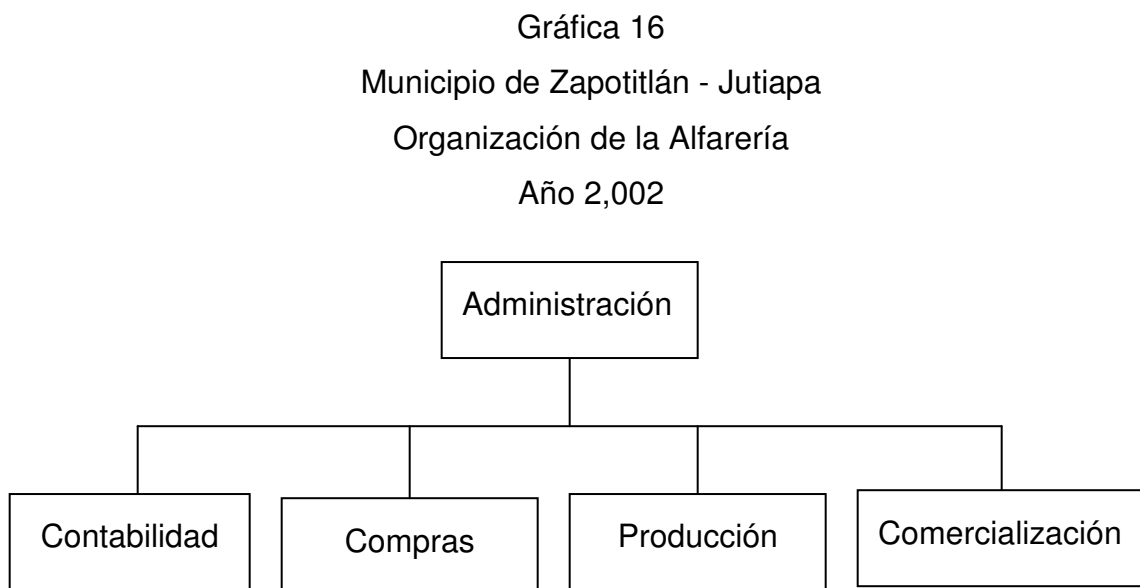 Gráfica 16
Municipio de Zapotitlán - Jutiapa
Organización de la Alfarería
Año 2,002
Administración
Contabilidad
Compras
Producción
Comercialización